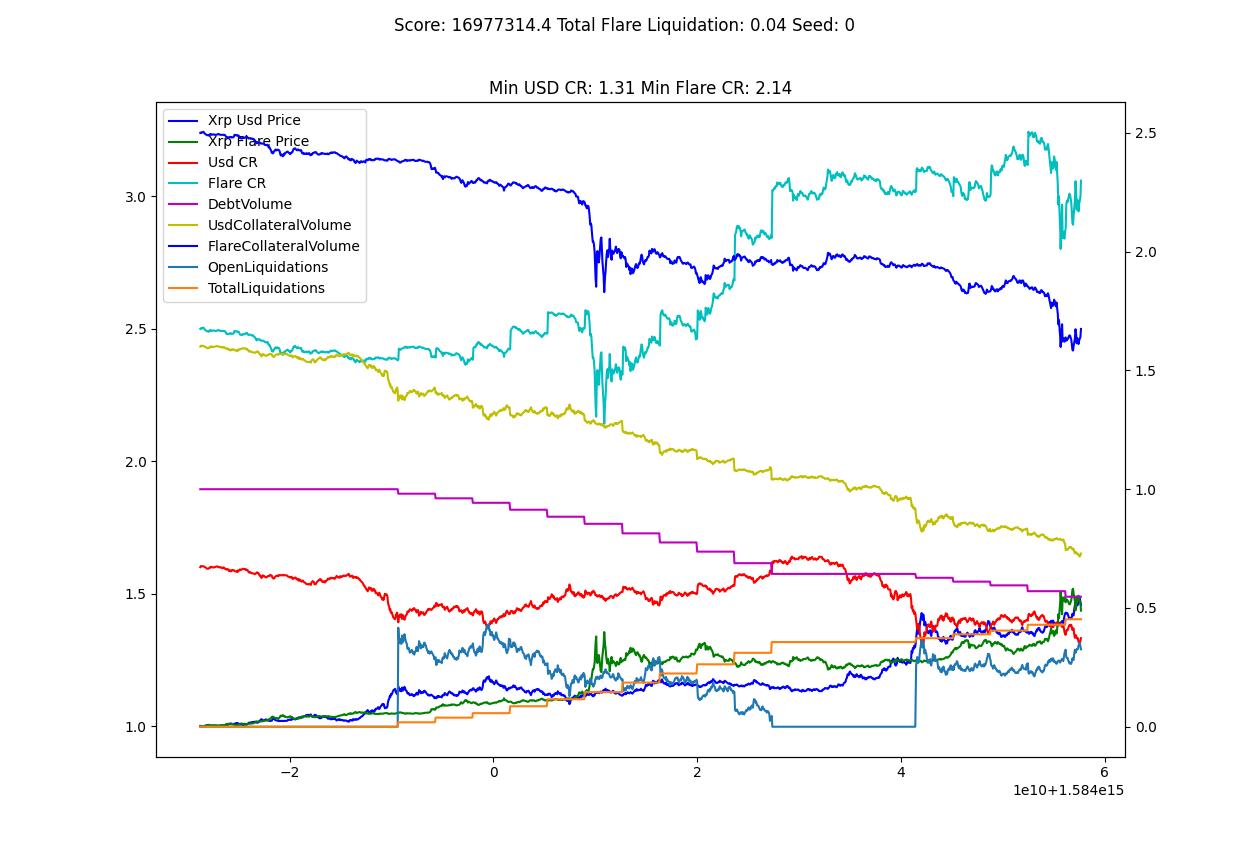 Score: 16977314.4 Total Flare Liquidation: 0.04 Seed: 0
Min USD CR: 1.31 Min Flare CR: 2.14
Xrp Usd Price
Xrp Flare Price
Usd CR
Flare CR
DebtVolume
UsdCollateralVolume
FlareCollateralVolume
OpenLiquidations
TotalLiquidations
3.0
2.5
2.0
1.5
1.0
2.5
2.0
1.5
1.0
0.5
0.0
−2 0 2 4 6
1e10+1.584e15